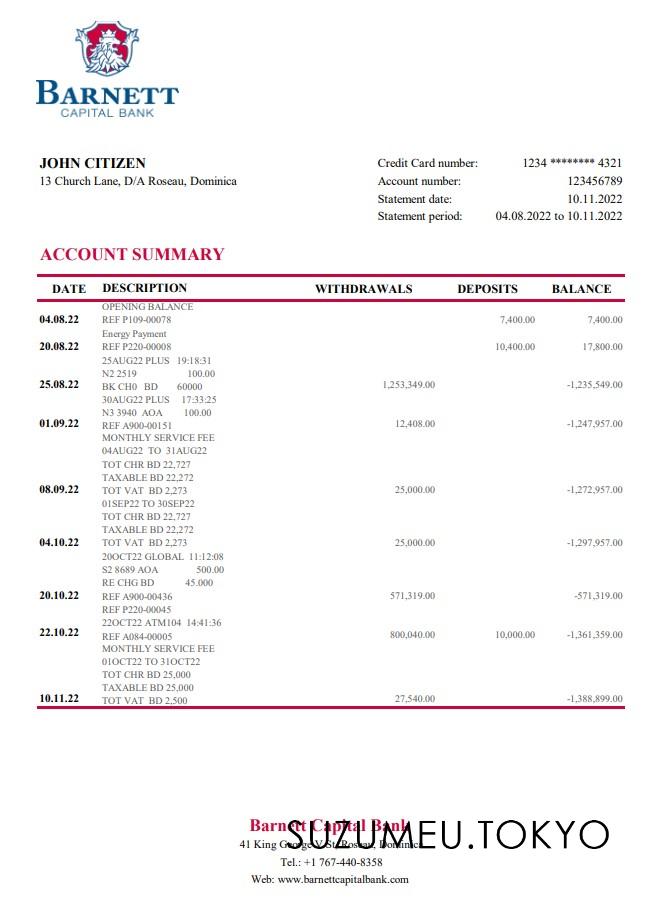 BARNETT
CAPITAL BANK
JOHN CITIZEN
13 Church Lane, D/A Roseau, Dominica
Credit Card number: 1234 ******** 4321
Account number: 123456789
Statement date: 10.11.2022
Statement period: 04.08.2022 to 10.11.2022
ACCOUNT SUMMARY
DATE DESCRIPTION WITHDRAWALS DEPOSITS BALANCE
OPENING BALANCE
04.08.22 REF P109-00078 7,400.00 7,400.00
Energy Payment
20.08.22 REF P220-00008 10,400.00 17,800.00
25AUG22 PLUS 19:18:31
N2 2519 100.00
25.08.22 BK CH0 BD 60000 1,253,349.00 -1,235,549.00
30AUG22 PLUS 17:33:25
N3 3940 AOA 100.00
01.09.22 REF A900-00151 12,408.00 -1,247,957.00
MONTHLY SERVICE FEE
04AUG22 TO 31AUG22
TOT CHR BD 22,727
TAXABLE BD 22,272
08.09.22 TOT VAT BD 2,273 25,000.00 -1,272,957.00
01SEP22 TO 30SEP22
TOT CHR BD 22,727
TAXABLE BD 22,272
04.10.22 TOT VAT BD 2,273 25,000.00 -1,297,957.00
20OCT22 GLOBAL 11:12:08
S2 8689 AOA 500.00
RE CHG BD 45.000
20.10.22 REF A900-00436 571,319.00 -571,319.00
REF P220-00045
22OCT22 ATM104 14:41:36
22.10.22 REF A084-00005 800,040.00 10,000.00 -1,361,359.00
MONTHLY SERVICE FEE
01OCT22 TO 31OCT22
TOT CHR BD 25,000
TAXABLE BD 25,000
10.11.22 TOT VAT BD 2,500 27,540.00 -1,388,899.00
Barnett Capital Bank
SUZUMEU.TOKYO
41 King George V St, Roseau, Dominica
Tel.: +1 767-440-8358
Web: www.barnettcapitalbank.com